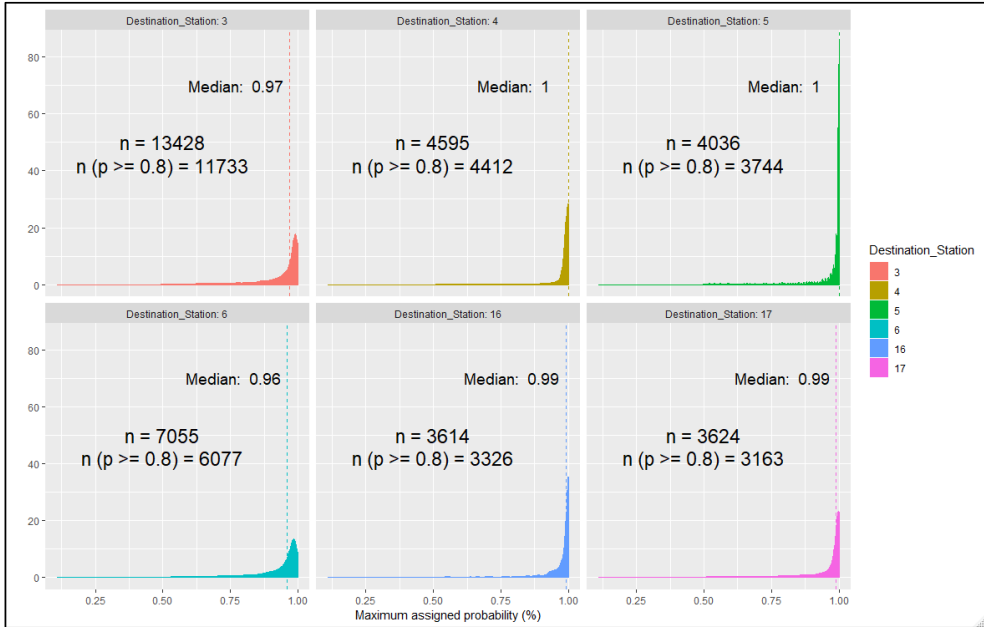 Destination_Station: 3
Destination_Station: 4
Destination_Station: 5
80
60
40
20
0
Median: 0.97
n = 13428
n (p >= 0.8) = 11733
Median: 1
n = 4595
n (p >= 0.8) = 4412
Median: 1
n = 4036
n (p >= 0.8) = 3744
Destination_Station: 6
Destination_Station: 16
Destination_Station: 17
80
60
40
20
0
Median: 0.96
n = 7055
n (p >= 0.8) = 6077
Median: 0.99
n = 3614
n (p >= 0.8) = 3326
Median: 0.99
n = 3624
n (p >= 0.8) = 3163
0.25 0.50 0.75 1.00
0.25 0.50 0.75 1.00
0.25 0.50 0.75 1.00
Maximum assigned probability (%)
Destination_Station
3
4
5
6
16
17